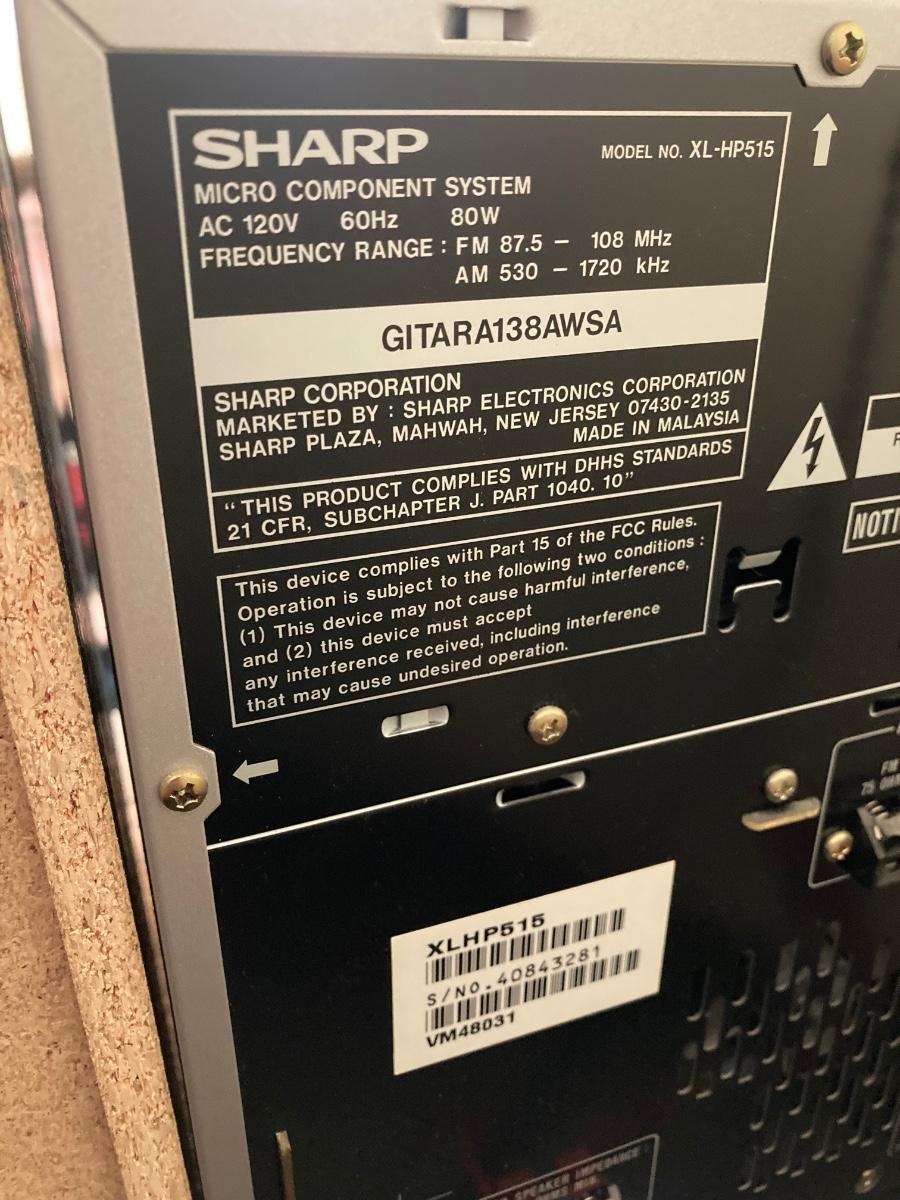 SHARP
MODEL NO. XL-HP515
MICRO COMPONENT SYSTEM
AC 120V 60Hz 80W
FREQUENCY RANGE : FM 87.5 – 108 MHz
AM 530 – 1720 kHz
GITARA138AWSA
SHARP CORPORATION
MARKETED BY : SHARP ELECTRONICS CORPORATION
SHARP PLAZA, MAHWAH, NEW JERSEY 07430-2135
MADE IN MALAYSIA
“ THIS PRODUCT COMPLIES WITH DHHS STANDARDS
21 CFR, SUBCHAPTER J. PART 1040. 10”
This device complies with Part 15 of the FCC Rules.
Operation is subject to the following two conditions :
(1) This device may not cause harmful interference,
and (2) this device must accept
any interference received, including interference
that may cause undesired operation.
FM
75
XLHP515
S/NO.40843281
VM48031
SPEAKER IMPEDANCE :